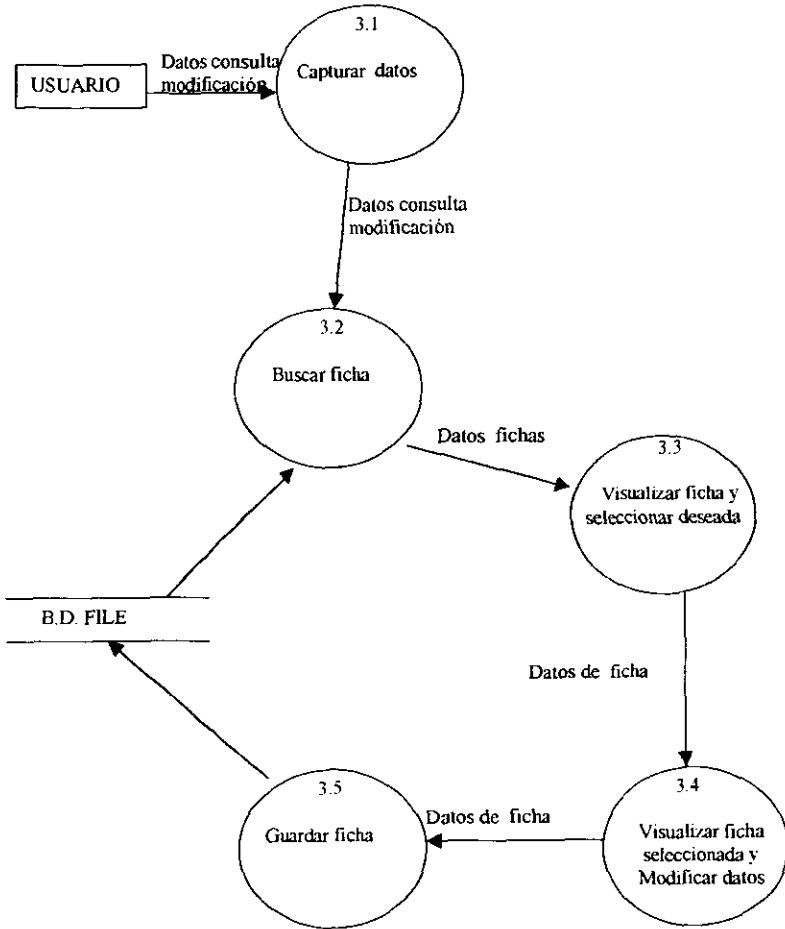 3.1
Capturar datos
Datos consulta
modificación
USUARIO
Datos consulta
modificación
3.2
Buscar ficha
Datos fichas
3.3
Visualizar ficha y
seleccionar deseada
B.D. FILE
Datos de ficha
3.5
Guardar ficha
Datos de ficha
3.4
Visualizar ficha
seleccionada y
Modificar datos